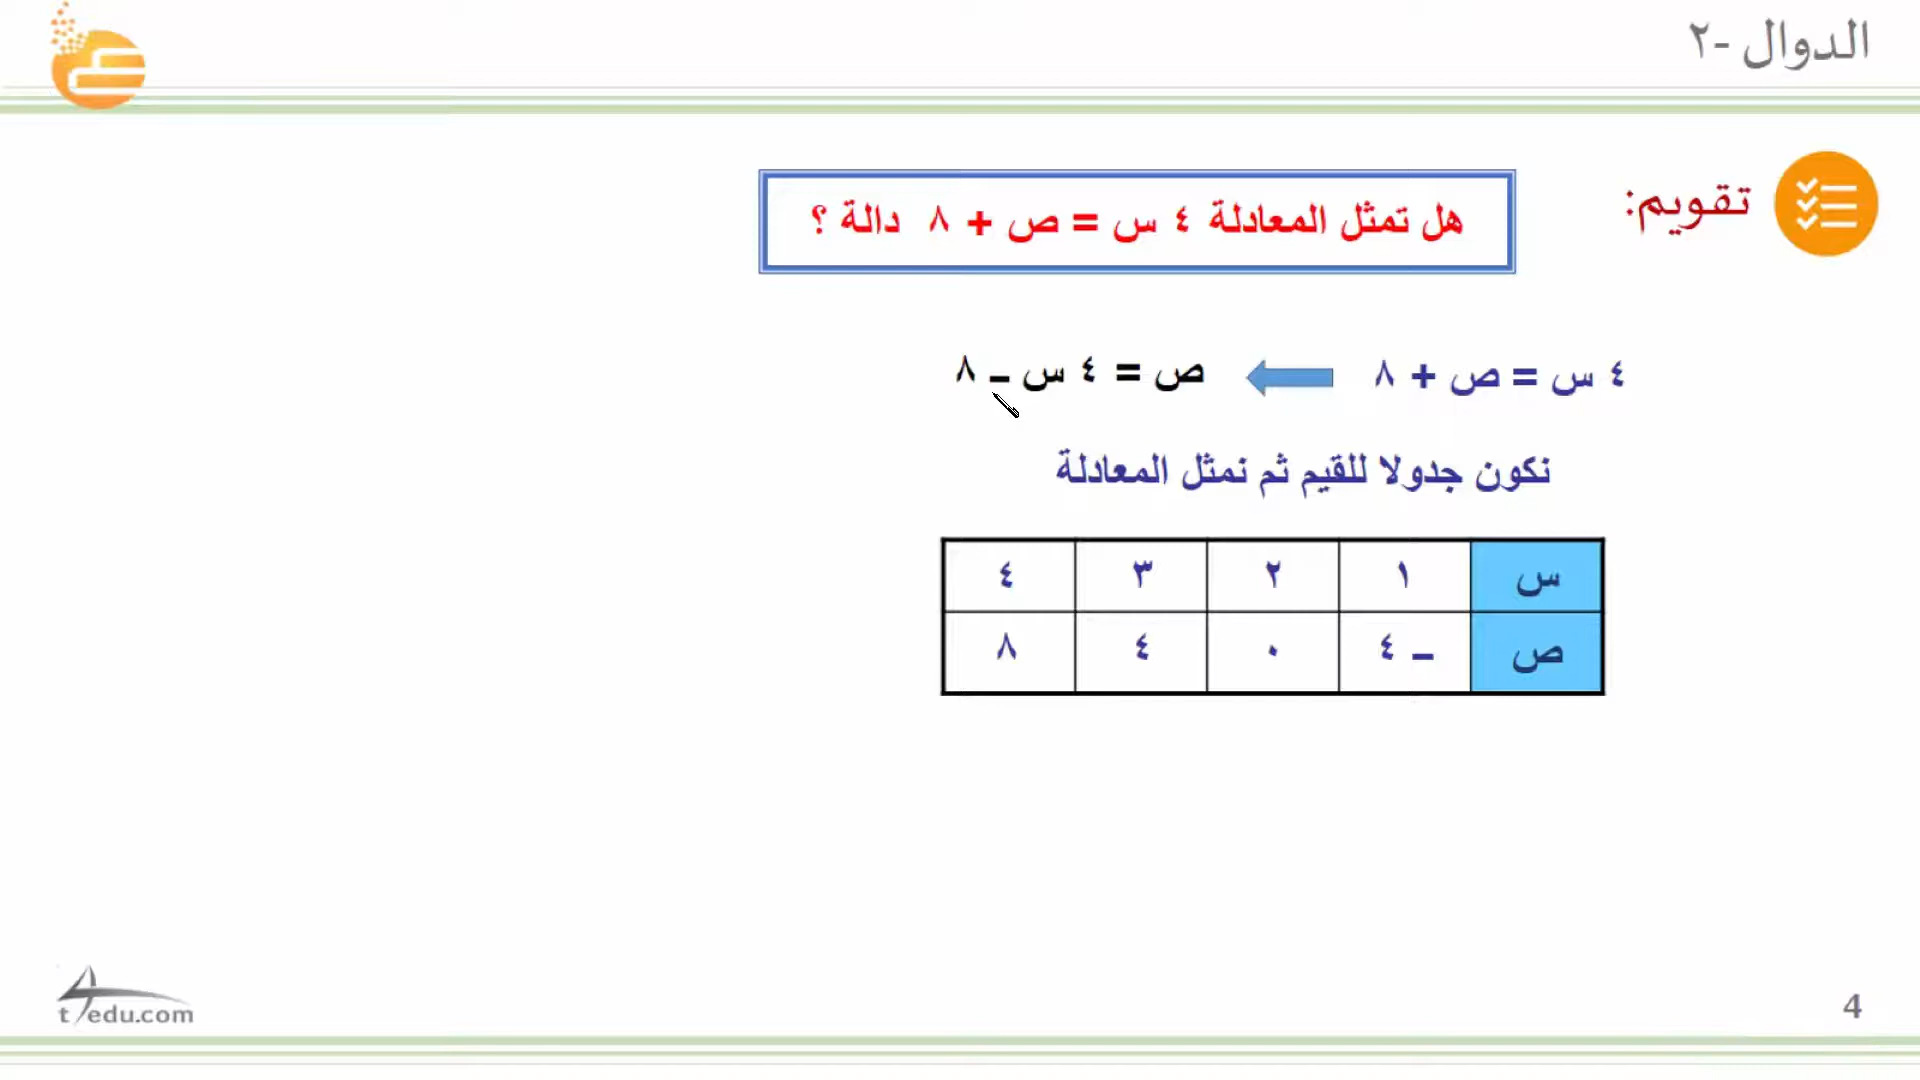 الدوال -٢
تقويم:
هل تمثل المعادلة ٤ س = ص + ٨ دالة ؟
٤ س = ص + ٨
ص = ٤ س – ٨
نكون جدولا للقيم ثم نمثل المعادلة
س ١ ٢ ٣ ٤
ص – ٤ ٠ ٤ ٨
t4edu.com
4